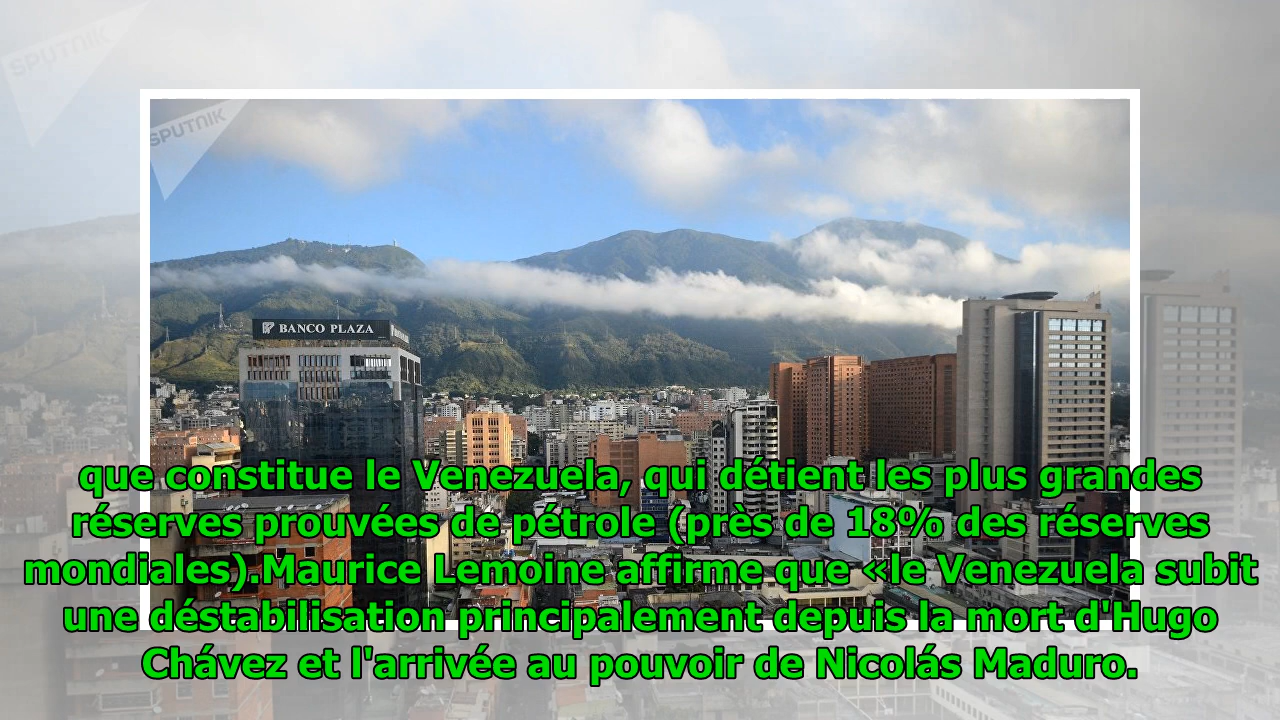 SPUTNIK
SPUTNIK
BANCO PLAZA
que constitue le Venezuela, qui détient les plus grandes
réserves prouvées de pétrole (près de 18% des réserves
mondiales).Maurice Lemoine affirme que «le Venezuela subit
une déstabilisation principalement depuis la mort d'Hugo
Chávez et l'arrivée au pouvoir de Nicolás Maduro.